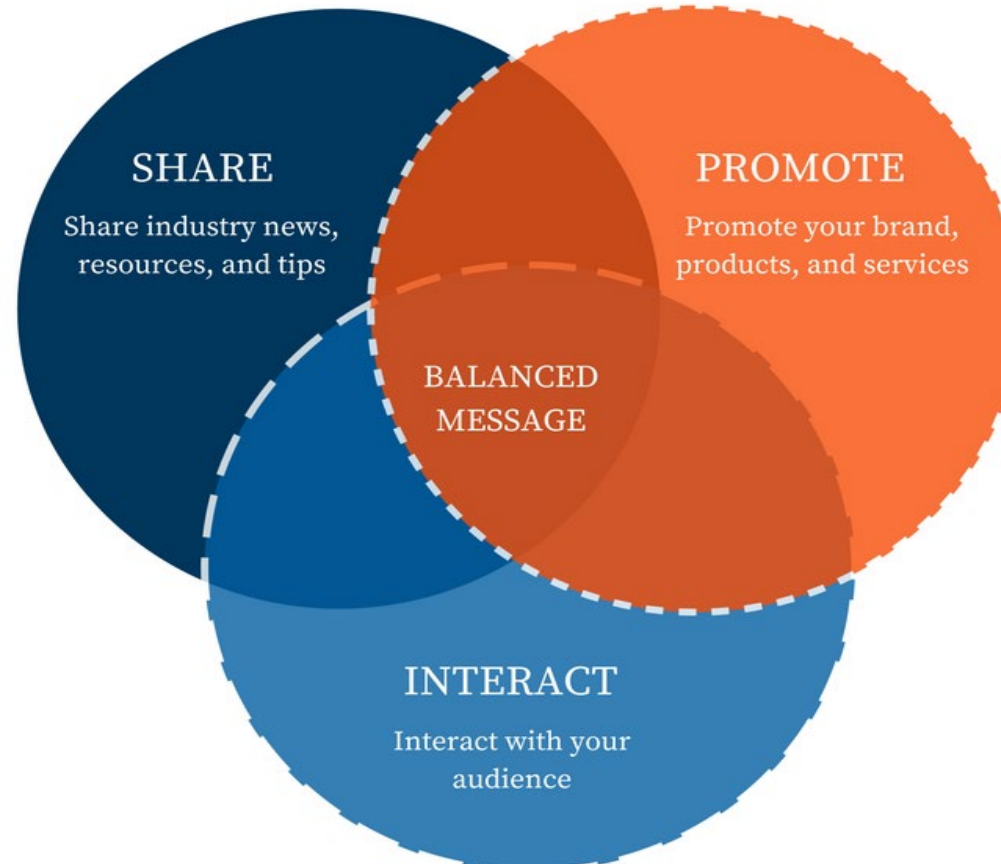 SHARE
Share industry news,
resources, and tips
PROMOTE
Promote your brand,
products, and services
BALANCED
MESSAGE
INTERACT
Interact with your
audience